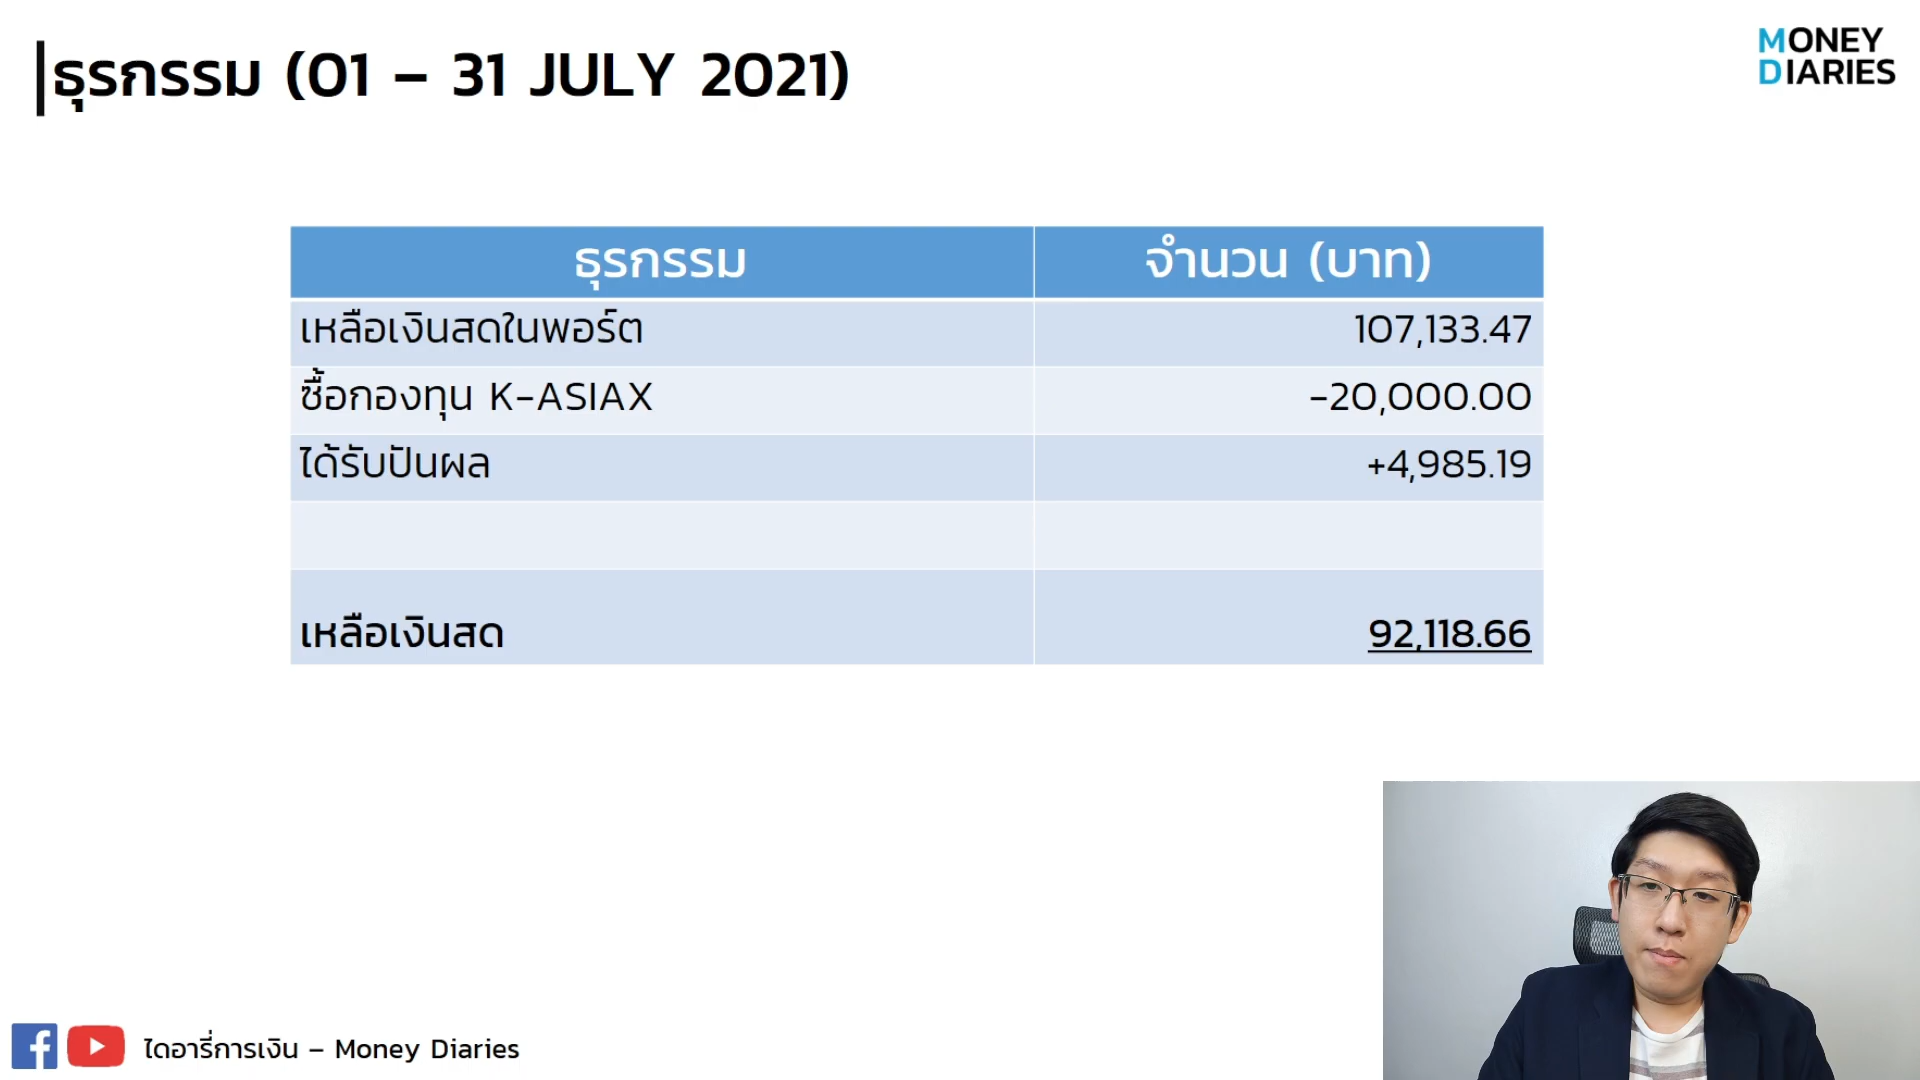 ธุรกรรม (01 – 31 JULY 2021)
MONEY
DIARIES
ธุรกรรม จำนวน (บาท)
เหลือเงินสดในพอร์ต 107,133.47
ซื้อกองทุน K-ASIAX -20,000.00
ได้รับปันผล +4,985.19
เหลือเงินสด 92,118.66
ไดอารี่การเงิน – Money Diaries